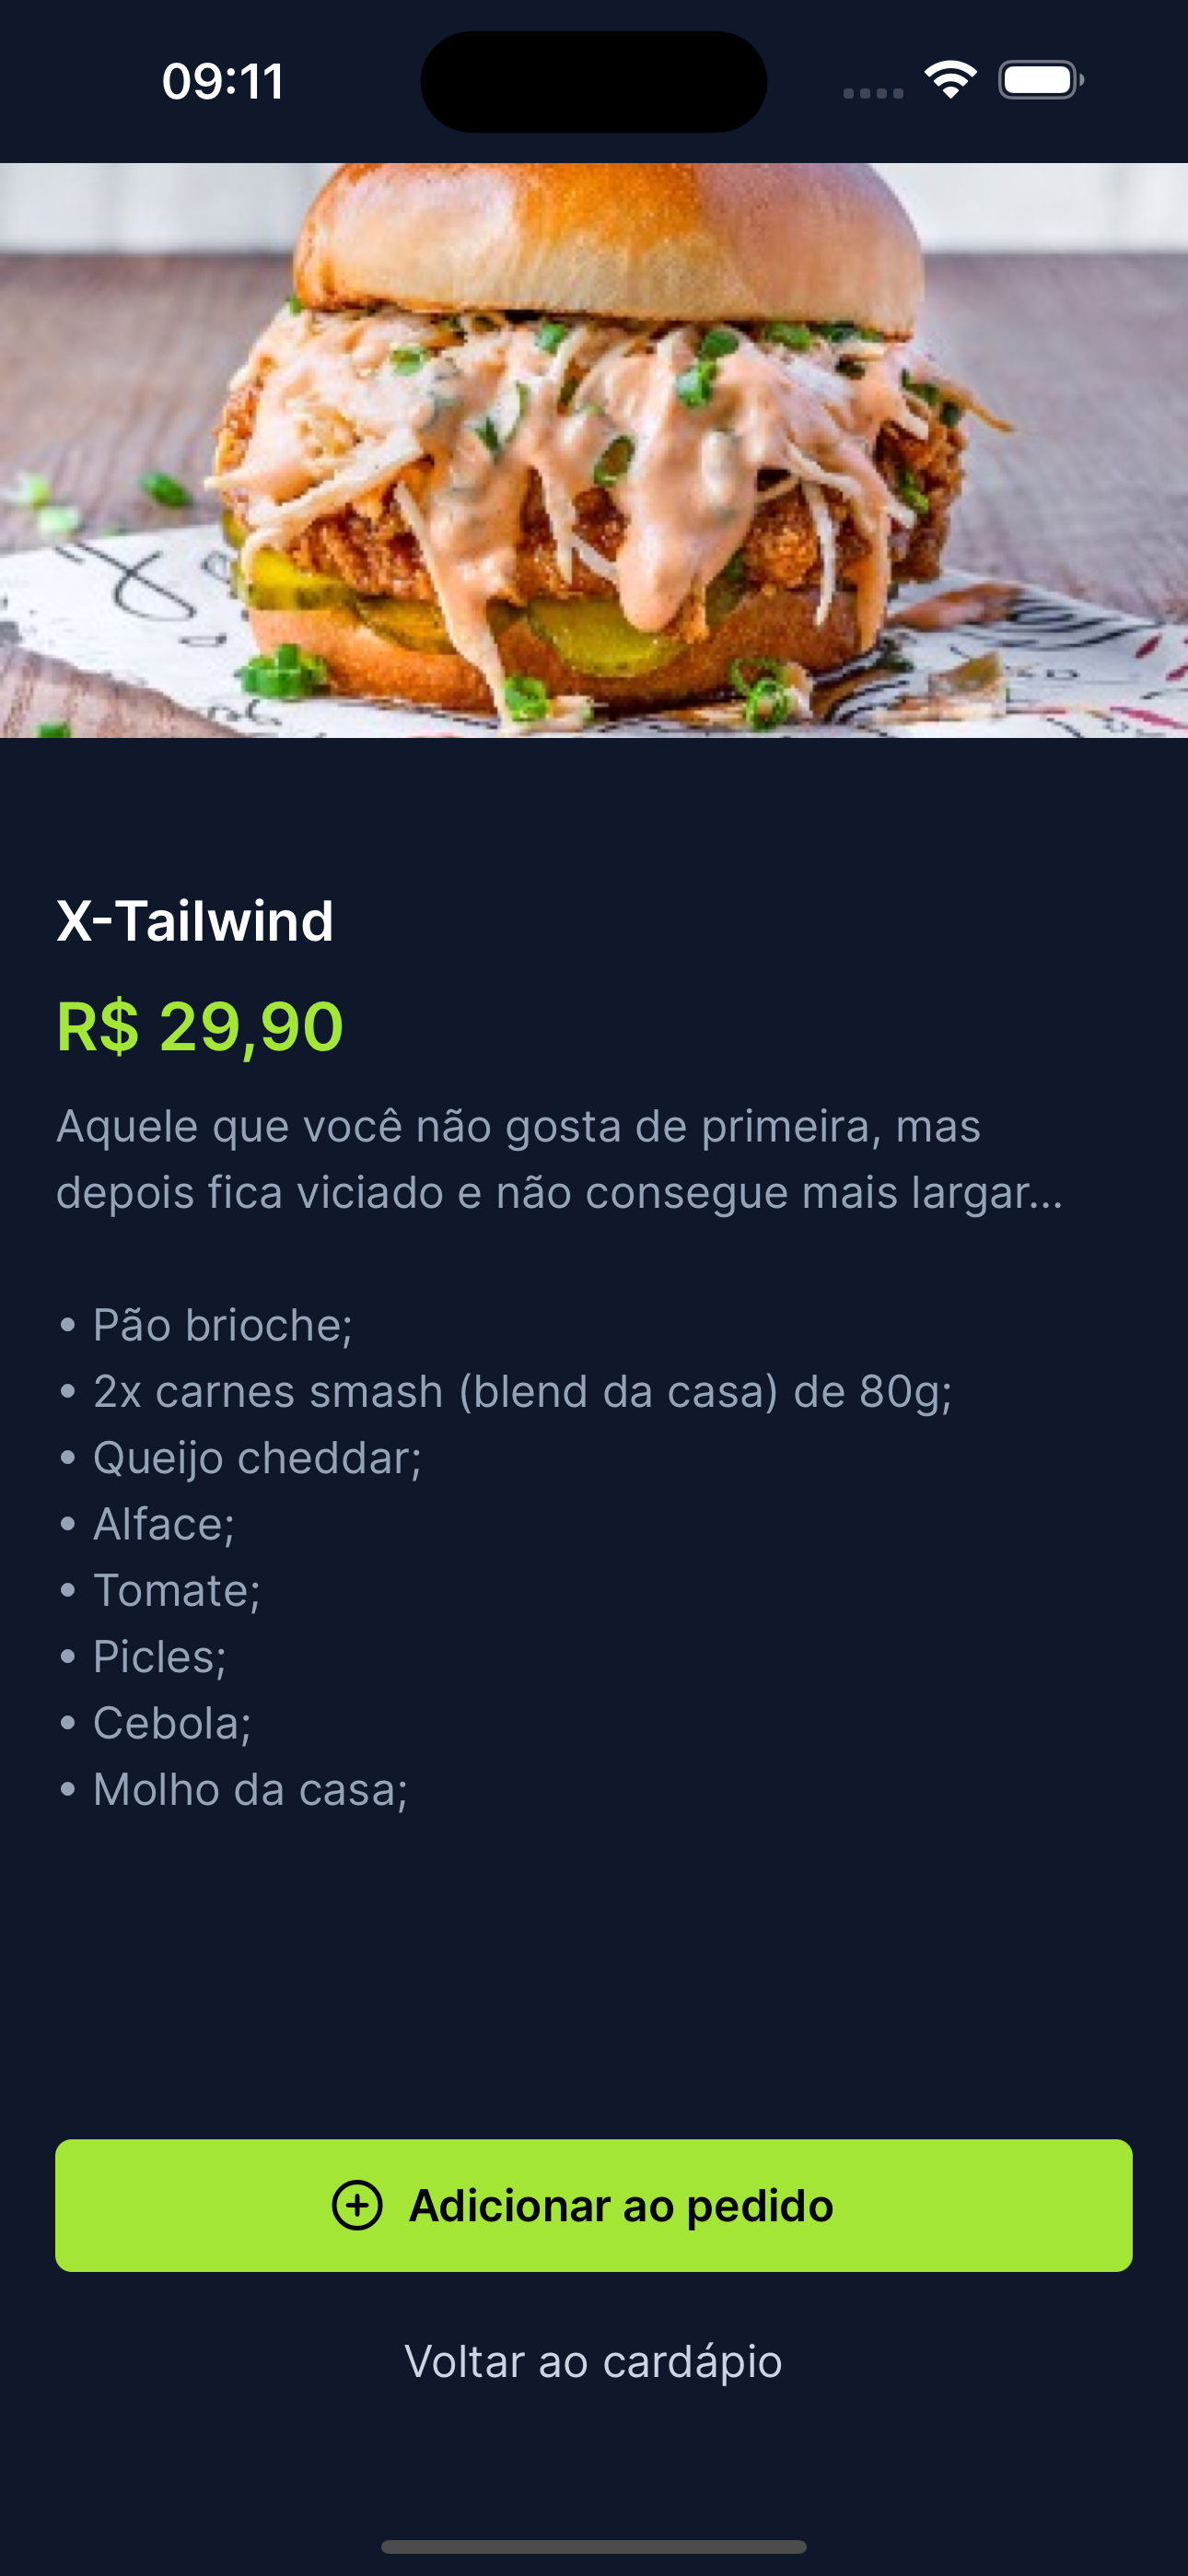 09:11
X-Tailwind
R$ 29,90
Aquele que você não gosta de primeira, mas
depois fica viciado e não consegue mais largar...
• Pão brioche;
• 2x carnes smash (blend da casa) de 80g;
• Queijo cheddar;
• Alface;
• Tomate;
• Picles;
• Cebola;
• Molho da casa;
Adicionar ao pedido
Voltar ao cardápio